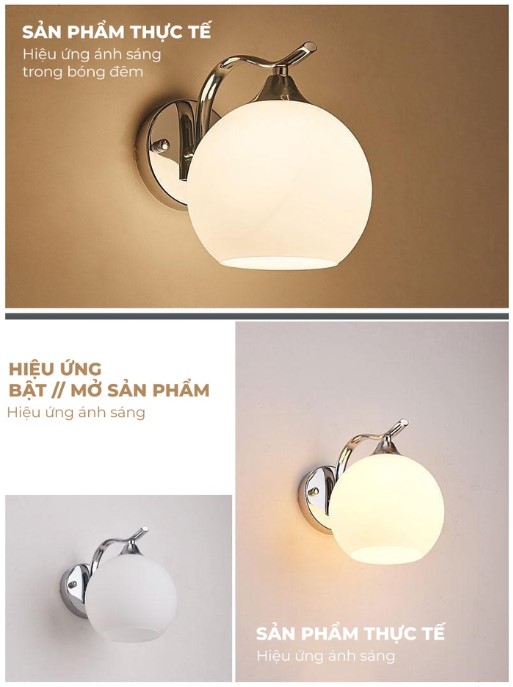 SẢN PHẨM THỰC TẾ
Hiệu ứng ánh sáng
trong bóng đêm
HIỆU ỨNG
BẬT // MỞ SẢN PHẨM
Hiệu ứng ánh sáng
SẢN PHẨM THỰC TẾ
Hiệu ứng ánh sáng